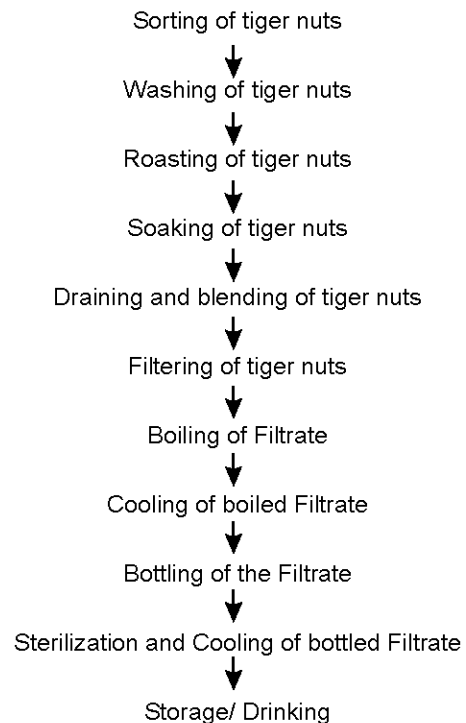 Sorting of tiger nuts
Washing of tiger nuts
Roasting of tiger nuts
Soaking of tiger nuts
Draining and blending of tiger nuts
Filtering of tiger nuts
Boiling of Filtrate
Cooling of boiled Filtrate
Bottling of the Filtrate
Sterilization and Cooling of bottled Filtrate
Storage/ Drinking